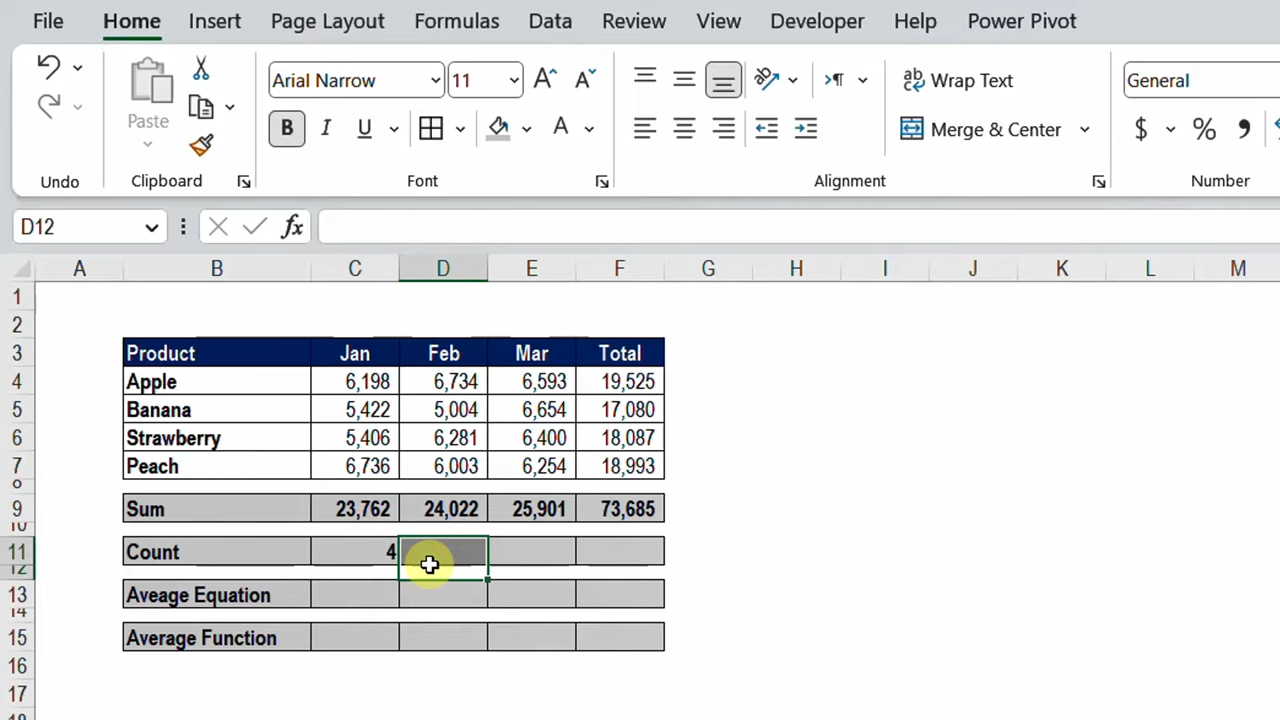 File Home Insert Page Layout Formulas Data Review View Developer Help Power Pivot
Arial Narrow 11 A A Wrap Text General
Paste B I U A Merge & Center $ % 9
Undo Clipboard Font Alignment Number
D12 fx
A B C D E F G H I J K L M
1
2
3 Product Jan Feb Mar Total
4 Apple 6,198 6,734 6,593 19,525
5 Banana 5,422 5,004 6,654 17,080
6 Strawberry 5,406 6,281 6,400 18,087
7 Peach 6,736 6,003 6,254 18,993
8
9 Sum 23,762 24,022 25,901 73,685
10
11 Count 4
12
13 Aveage Equation
14
15 Average Function
16
17
18